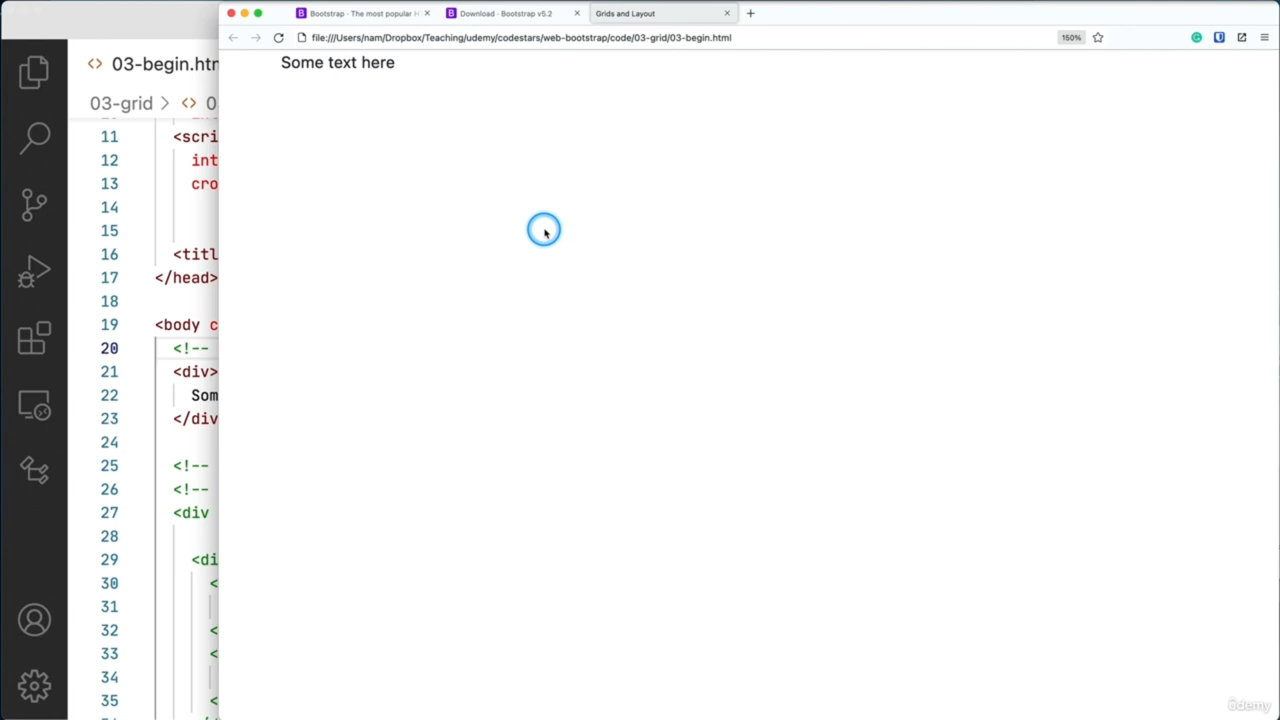 Bootstrap · The most popular H
Download · Bootstrap v5.2
Grids and Layout
file:///Users/nam/Dropbox/Teaching/udemy/codestars/web-bootstrap/code/03-grid/03-begin.html
150%
Some text here
03-begin.htm
03-grid
0
11 <scri
12 int
13 cro
14
15
16 <titl
17 </head>
18
19 <body c
20 <!--
21 <div>
22 Som
23 </div
24
25 <!--
26 <!--
27 <div
28
29 <di
30 <
31
32 <
33 <
34
35 <
udemy